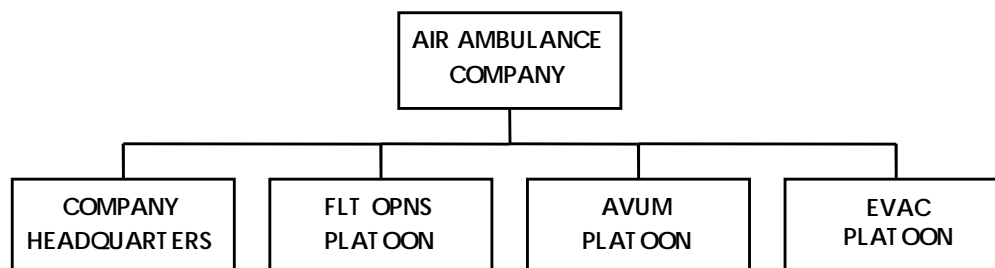 AIR AMBULANCE
COMPANY
COMPANY
HEADQUARTERS
FLT OPNS
PLATOON
AVUM
PLATOON
EVAC
PLATOON